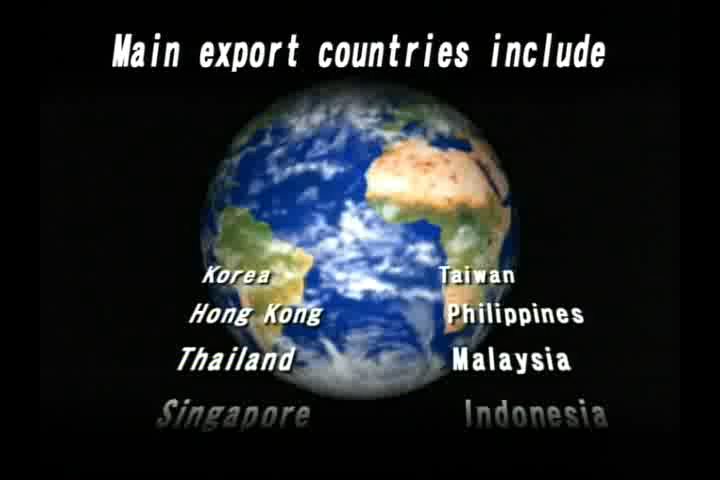 Main export countries include
Korea Taiwan
Hong Kong Philippines
Thailand Malaysia
Singapore Indonesia